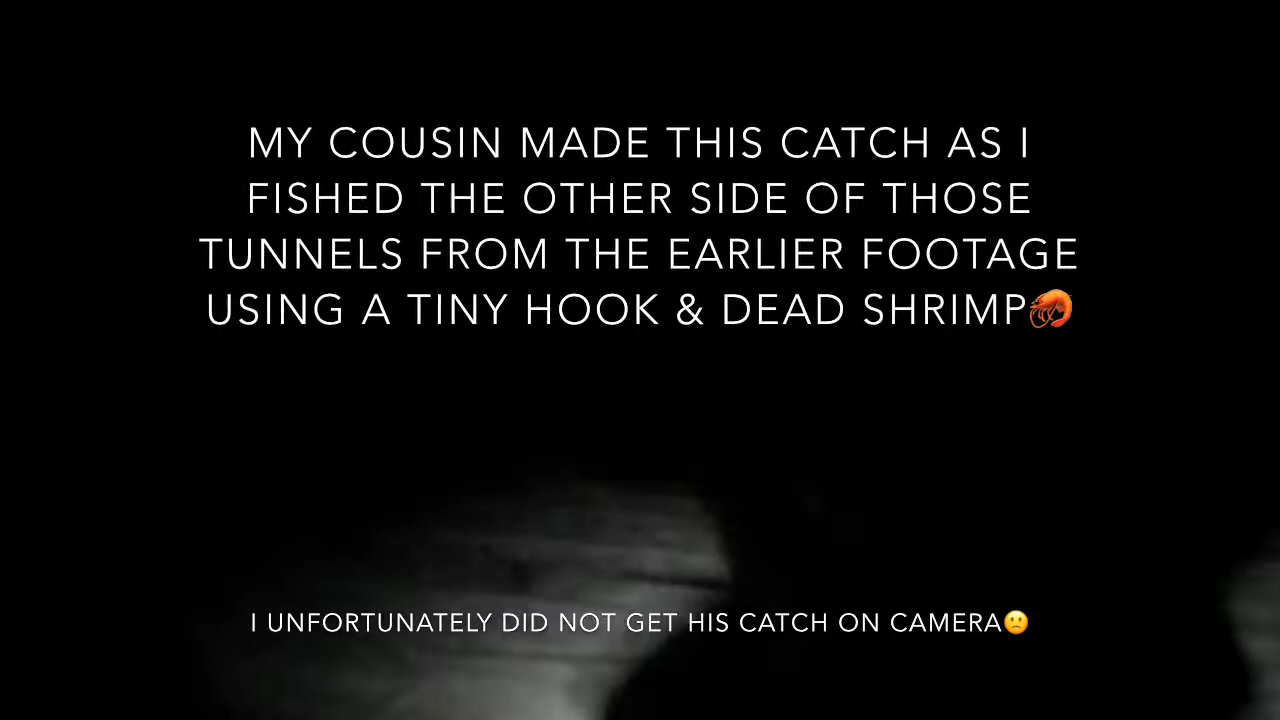 MY COUSIN MADE THIS CATCH AS I
FISHED THE OTHER SIDE OF THOSE
TUNNELS FROM THE EARLIER FOOTAGE
USING A TINY HOOK & DEAD SHRIMP🦐
I UNFORTUNATELY DID NOT GET HIS CATCH ON CAMERA🙁